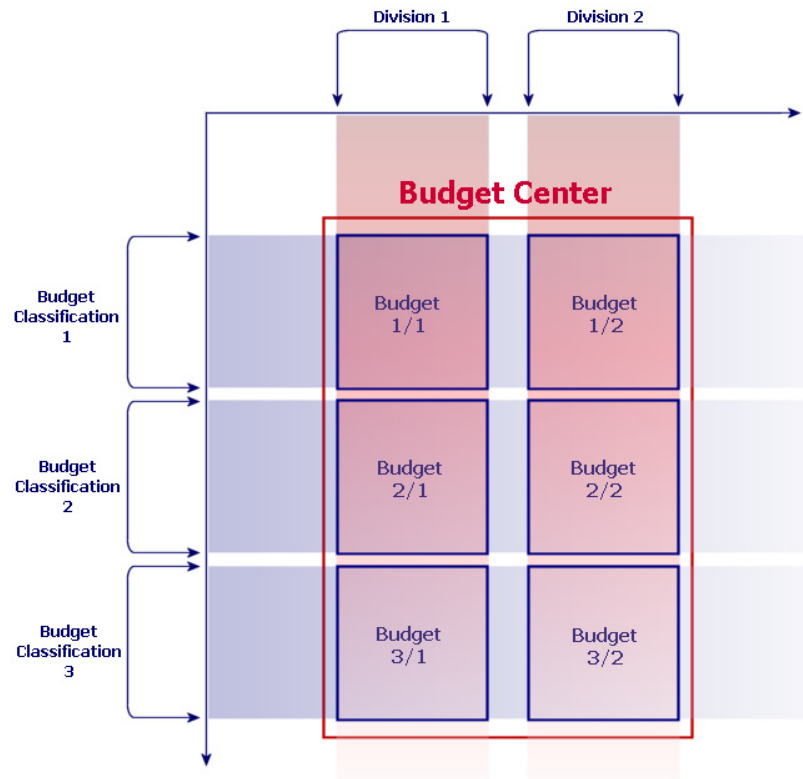 Division 1
Division 2
Budget Center
Budget
Classification
1
Budget
1/1
Budget
1/2
Budget
Classification
2
Budget
2/1
Budget
2/2
Budget
Classification
3
Budget
3/1
Budget
3/2